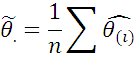 θ̃. = 1/n ∑ θ̂₍ᵢ₎